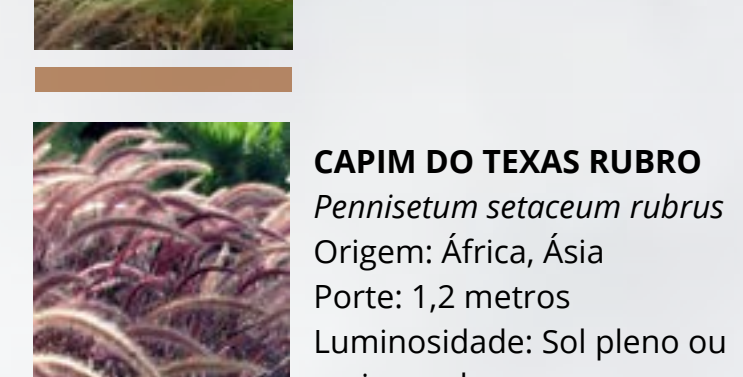 CAPIM DO TEXAS RUBRO
Pennisetum setaceum rubrus
Origem: África, Ásia
Porte: 1,2 metros
Luminosidade: Sol pleno ou